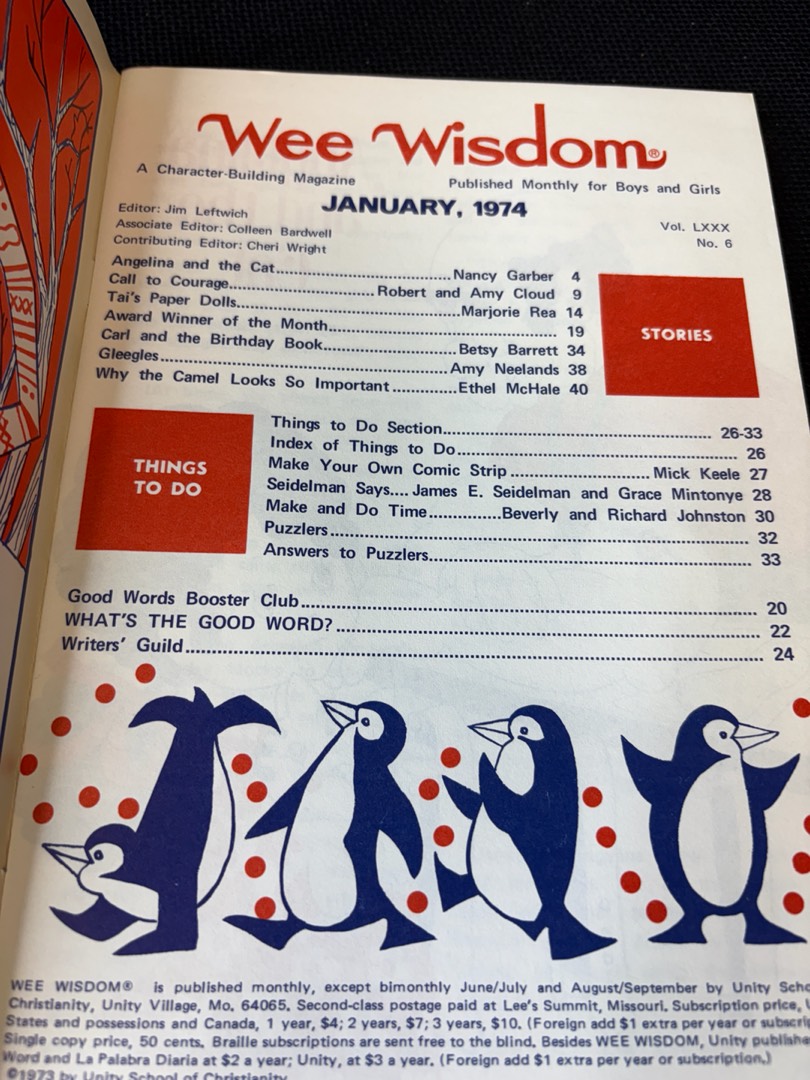 Wee Wisdom®
A Character-Building Magazine Published Monthly for Boys and Girls
JANUARY, 1974
Editor: Jim Leftwich
Associate Editor: Colleen Bardwell
Contributing Editor: Cheri Wright
Vol. LXXX
No. 6
Angelina and the Cat.......Nancy Garber 4
Call to Courage.......Robert and Amy Cloud 9
Tai's Paper Dolls.......Marjorie Rea 14
Award Winner of the Month....... 19
Carl and the Birthday Book.......Betsy Barrett 34
Gleegles.......Amy Neelands 38
Why the Camel Looks So Important.......Ethel McHale 40
STORIES
THINGS
TO DO
Things to Do Section....... 26-33
Index of Things to Do....... 26
Make Your Own Comic Strip.......Mick Keele 27
Seidelman Says.... James E. Seidelman and Grace Mintonye 28
Make and Do Time.......Beverly and Richard Johnston 30
Puzzlers....... 32
Answers to Puzzlers....... 33
Good Words Booster Club....... 20
WHAT'S THE GOOD WORD?....... 22
Writers' Guild....... 24
WEE WISDOM® is published monthly, except bimonthly June/July and August/September by Unity
Christianity, Unity Village, Mo. 64065. Second-class postage paid at Lee's Summit, Missouri. Subscription price,
States and possessions and Canada, 1 year, $4; 2 years, $7; 3 years, $10. (Foreign add $1 extra per year or
Single copy price, 50 cents. Braille subscriptions are sent free to the blind. Besides WEE WISDOM, Unity
Word and La Palabra Diaria at $2 a year; Unity, at $3 a year. (Foreign add $1 extra per year or subscription.)
©1973 by Unity School of Christianity